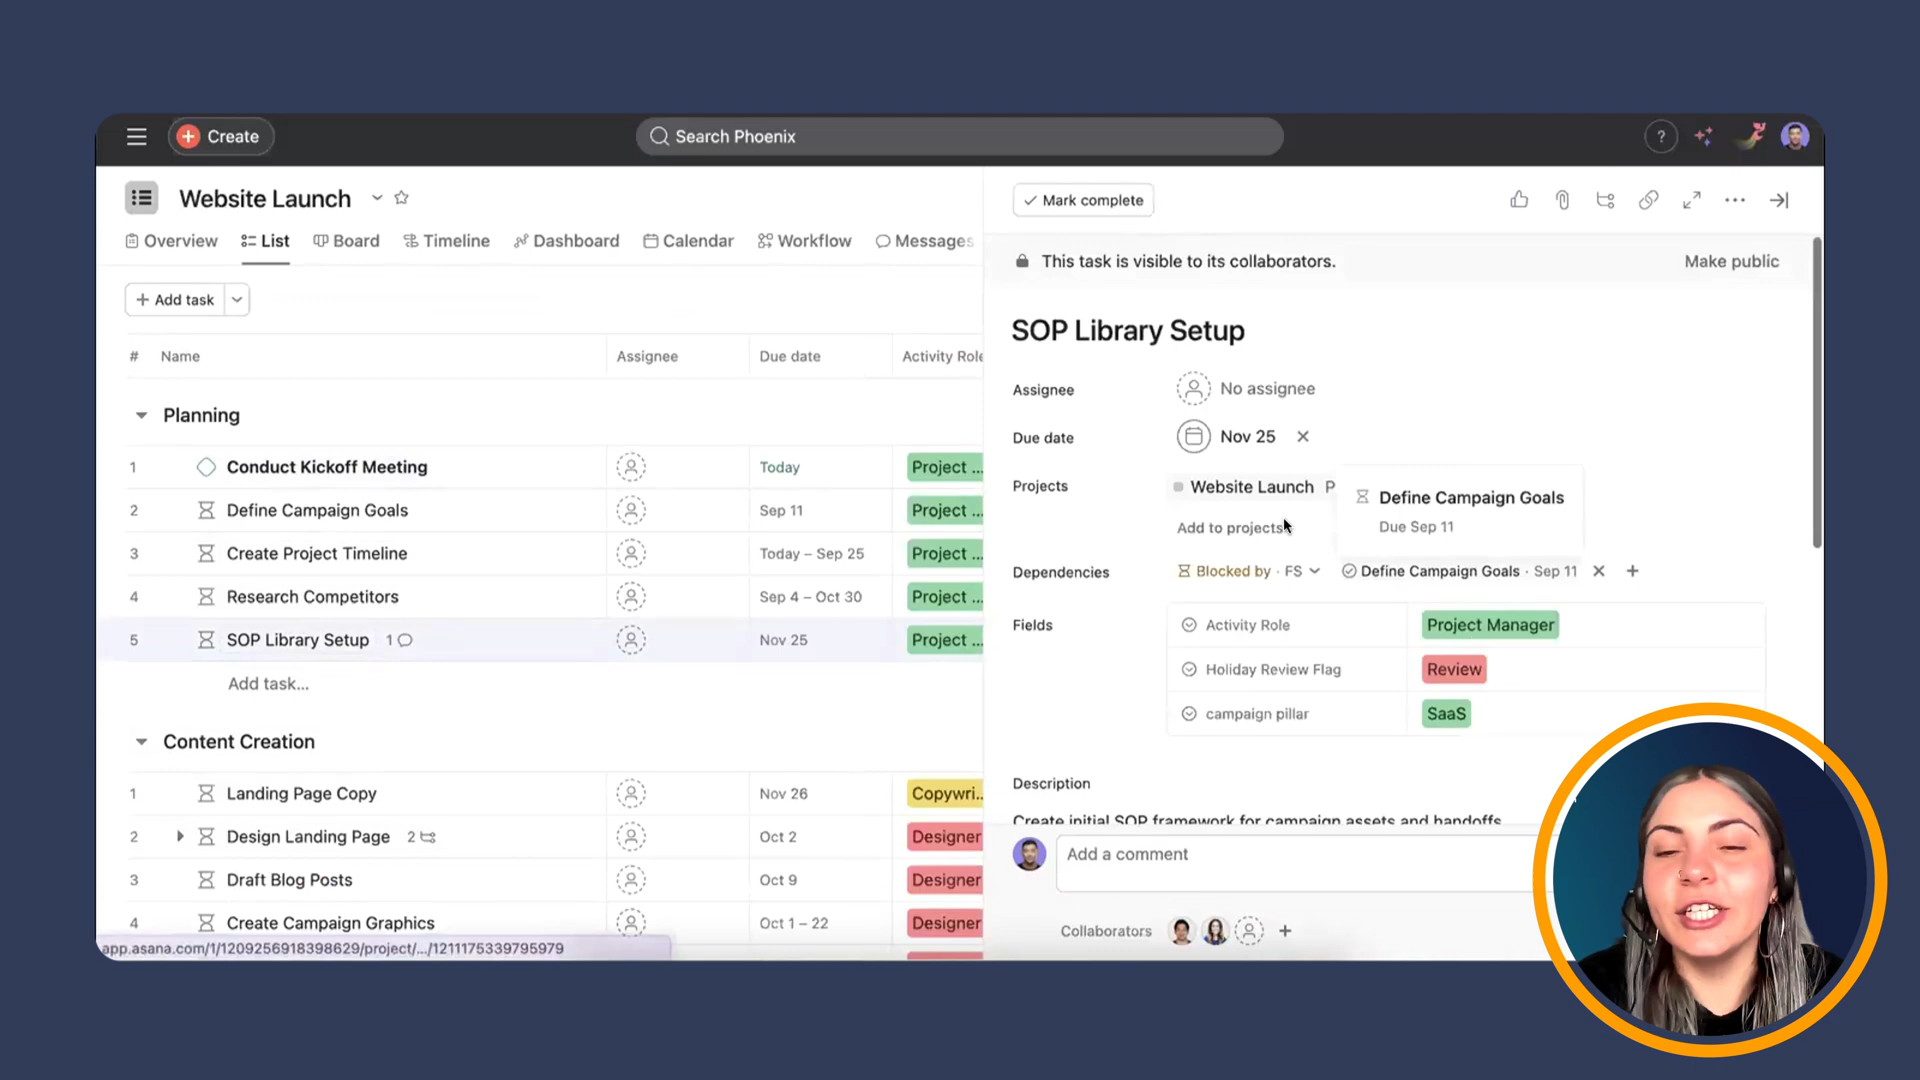 Create
Search Phoenix
?
Website Launch
Overview
List
Board
Timeline
Dashboard
Calendar
Workflow
Messages
Add task
# Name Assignee Due date Activity Role
Planning
1 Conduct Kickoff Meeting Today Project ...
2 Define Campaign Goals Sep 11 Project ...
3 Create Project Timeline Today – Sep 25 Project ...
4 Research Competitors Sep 4 – Oct 30 Project ...
5 SOP Library Setup 1 Nov 25 Project ...
Add task...
Content Creation
1 Landing Page Copy Nov 26 Copywri...
2 Design Landing Page 2 Oct 2 Designer
3 Draft Blog Posts Oct 9 Designer
4 Create Campaign Graphics Oct 1 – 22 Designer
app.asana.com/1/1209256918398629/project/.../1211175339795979
Mark complete
This task is visible to its collaborators. Make public
SOP Library Setup
Assignee No assignee
Due date Nov 25
Projects Website Launch P
Add to projects
Define Campaign Goals
Due Sep 11
Dependencies Blocked by · FS Define Campaign Goals · Sep 11
Fields Activity Role Project Manager
Holiday Review Flag Review
campaign pillar SaaS
Description
Create initial SOP framework for campaign assets and handoffs
Add a comment
Collaborators